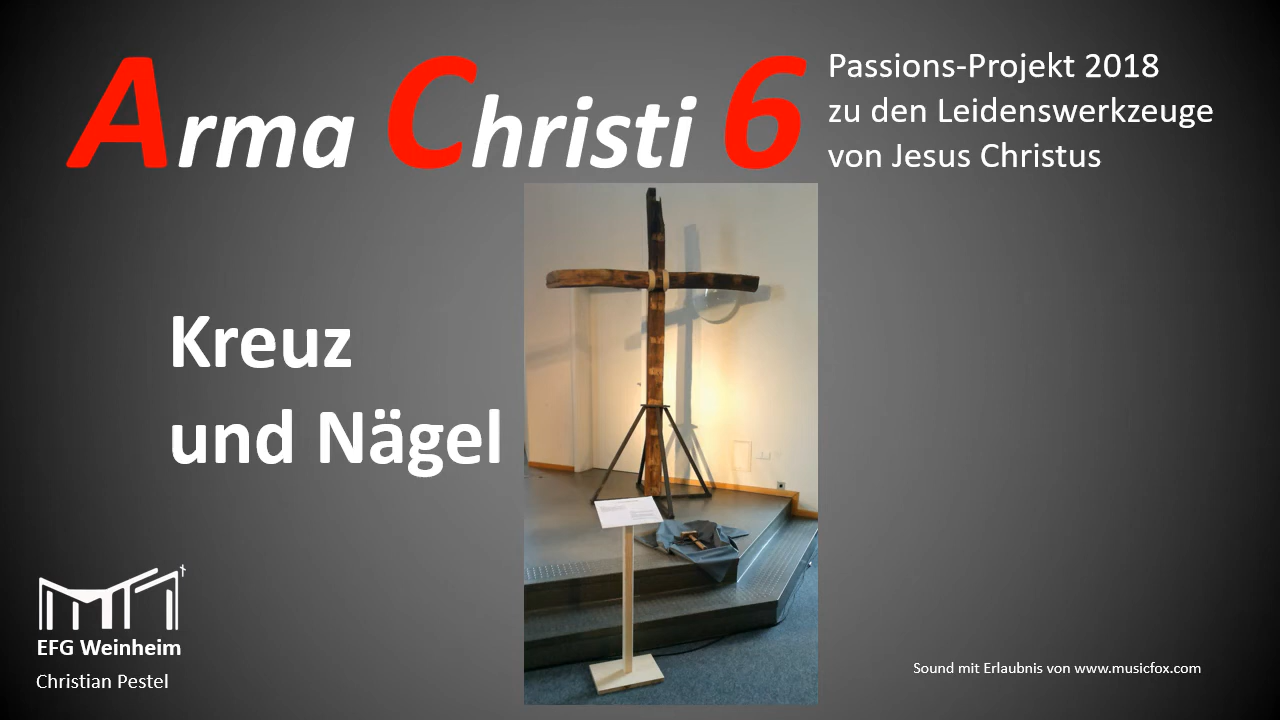 Arma Christi 6
Passions-Projekt 2018
zu den Leidenswerkzeuge
von Jesus Christus
Kreuz
und Nägel
EFG Weinheim
Christian Pestel
Sound mit Erlaubnis von www.musicfox.com